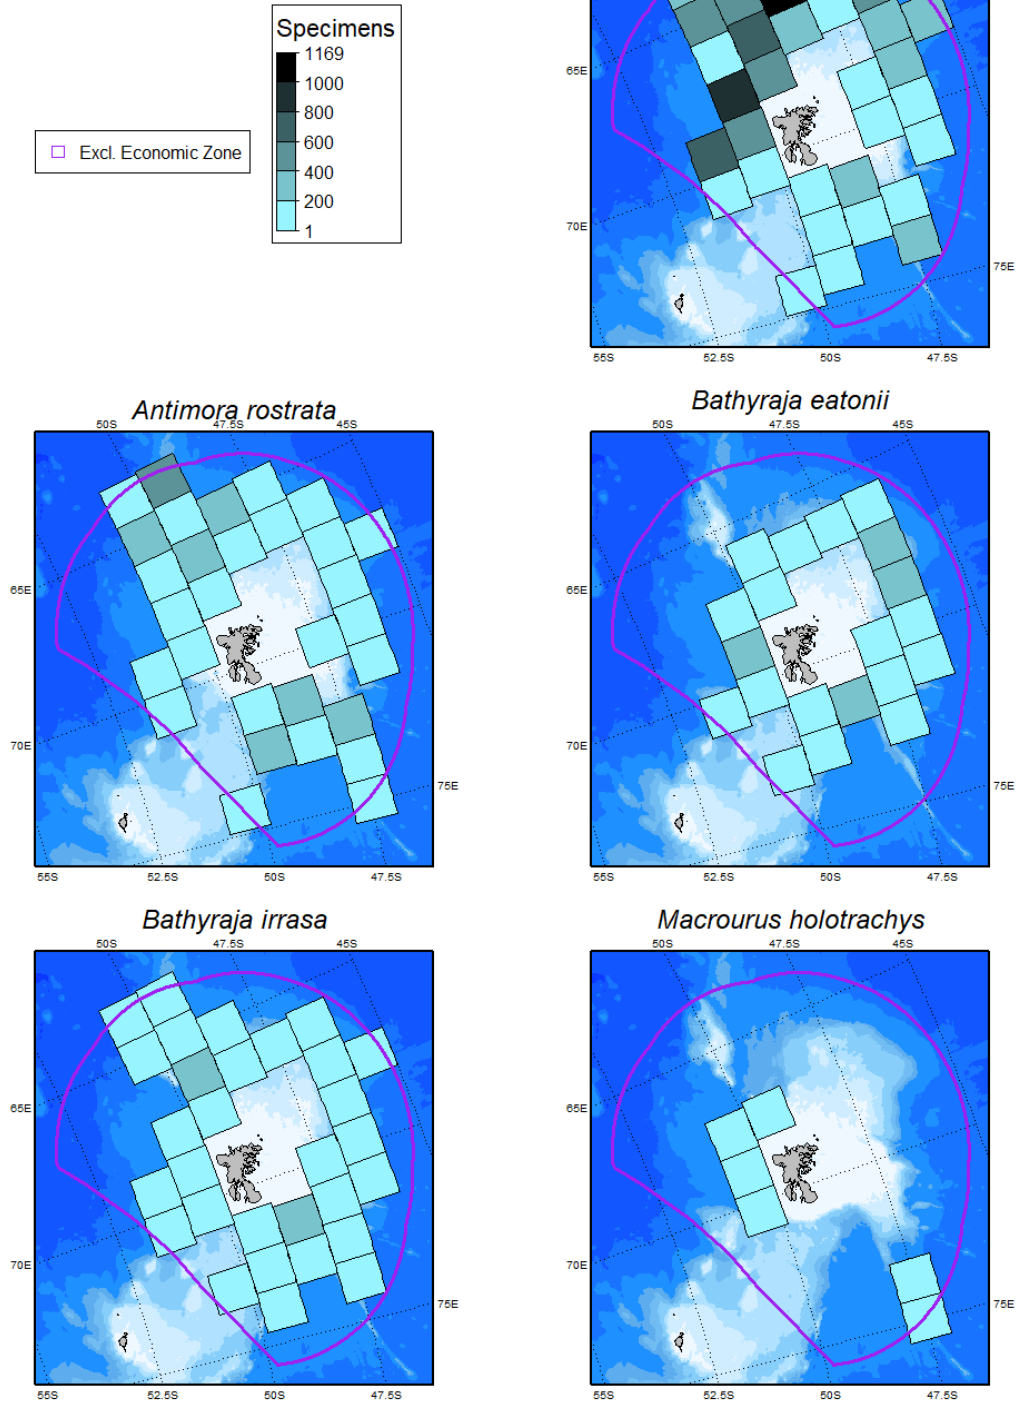 Specimens
1169
1000
800
600
400
200
1
Excl. Economic Zone
65E
70E
75E
55S 52.5S 50S 47.5S
Antimora rostrata
50S 47.5S 45S
65E
70E
75E
55S 52.5S 50S 47.5S
Bathyraja eatonii
50S 47.5S 45S
65E
70E
75E
55S 52.5S 50S 47.5S
Bathyraja irrasa
50S 47.5S 45S
65E
70E
75E
55S 52.5S 50S 47.5S
Macrourus holotrachys
50S 47.5S 45S
65E
70E
75E
55S 52.5S 50S 47.5S